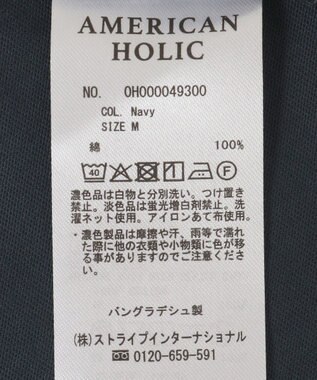 AMERICAN
HOLIC
NO. OH000049300
COL. Navy
SIZE M
綿 100%
40 F
濃色品は白物と分別洗い。つけ置き
禁止。淡色品は蛍光増白剤禁止。洗
濯ネット使用。アイロンあて布使用。
・濃色製品は摩擦や汗、雨等で濡れ
た際に他の衣類や小物類に色が移
る事がありますのでご注意くださ
い。
バングラデシュ製
(株)ストライプインターナショナル
0120-659-591